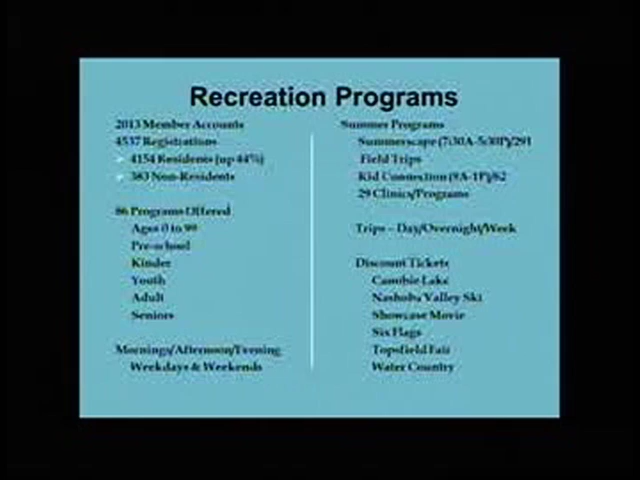 Recreation Programs
2013 Member Accounts
4537 Registrations
4154 Residents (up 44%)
383 Non-Residents
86 Programs Offered
Ages 0 to 99
Pre-school
Kinder
Youth
Adult
Seniors
Mornings/Afternoon/Evening
Weekdays & Weekends
Summer Programs
Summerscape (7:30A-5:30P)/291
Field Trips
Kid Connection (9A-1P)/62
29 Clinics/Programs
Trips – Day/Overnight/Week
Discount Tickets
Canobie Lake
Nashoba Valley Ski
Showcase Movie
Six Flags
Topsfield Fair
Water Country